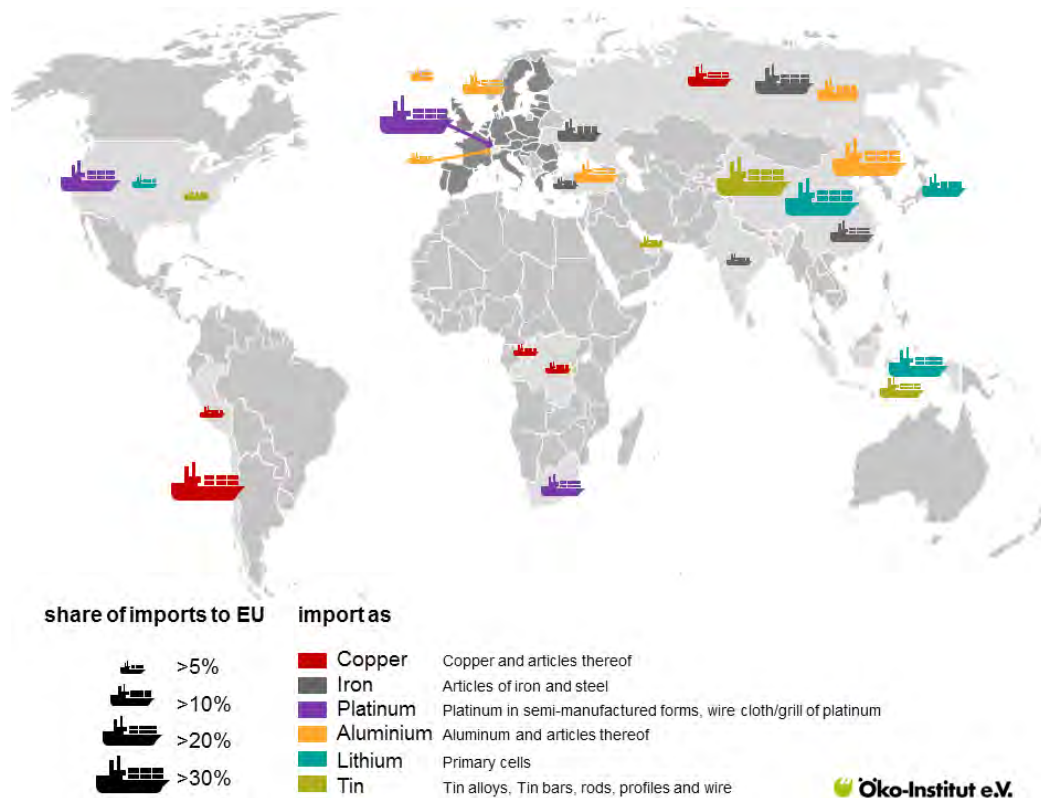 share of imports to EU
>5%
>10%
>20%
>30%
import as
Copper Copper and articles thereof
Iron Articles of iron and steel
Platinum Platinum in semi-manufactured forms, wire cloth/grill of platinum
Aluminium Aluminum and articles thereof
Lithium Primary cells
Tin Tin alloys, Tin bars, rods, profiles and wire
Öko-Institut e.V.